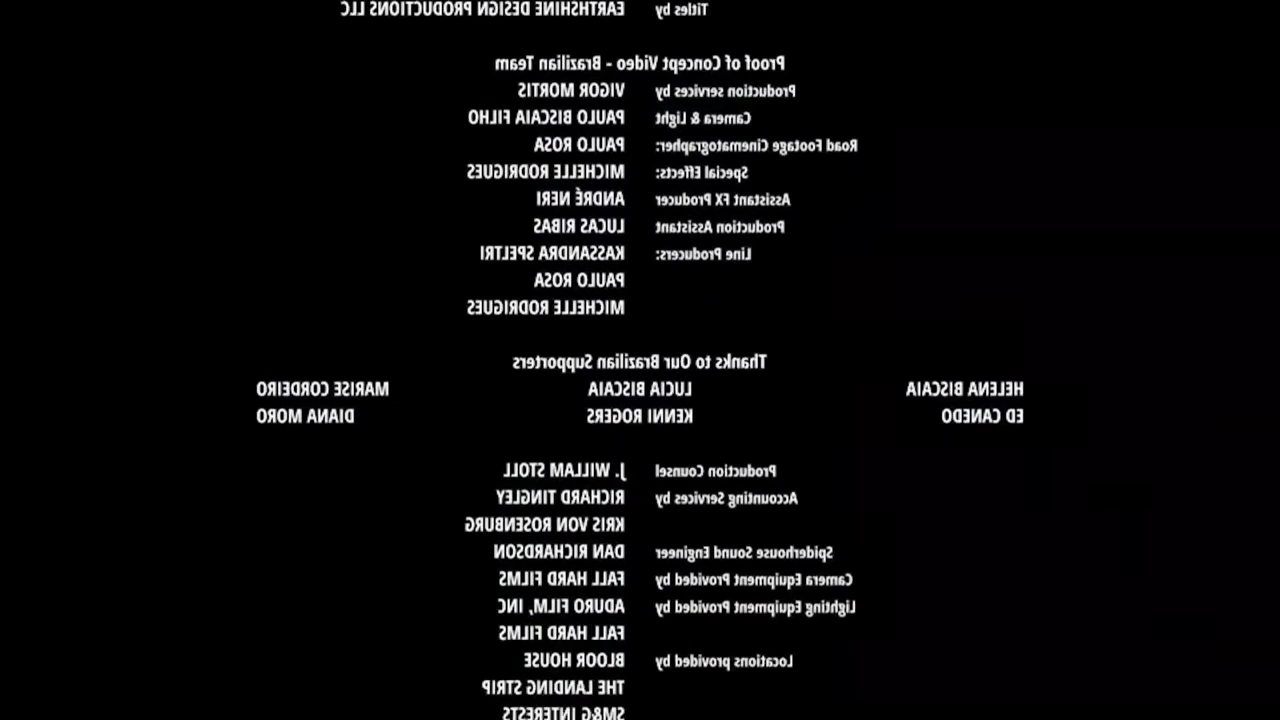 Titles by EARTHSHINE DESIGN PRODUCTIONS LLC
Proof of Concept Video - Brazilian Team
Production services by VIGOR MORTIS
Camera & Light PAULO BISCAIA FILHO
Road Footage Cinematographer: PAULO ROSA
Special Effects: MICHELLE RODRIGUES
Assistant FX Producer ANDRÉ NERI
Production Assistant LUCAS RIBAS
Line Producers: KASSANDRA SPELTRI
PAULO ROSA
MICHELLE RODRIGUES
Thanks to Our Brazilian Supporters
HELENA BISCAIA LUCIA BISCAIA MARISE CORDEIRO
ED CANEDO KENNI ROGERS DIANA MORO
Production Counsel J. WILLAM STOLL
Accounting Services by RICHARD TINGLEY
KRIS VON ROSENBURG
Spiderhouse Sound Engineer DAN RICHARDSON
Camera Equipment Provided by FALL HARD FILMS
Lighting Equipment Provided by ADURO FILM, INC
FALL HARD FILMS
Locations provided by BLOOR HOUSE
THE LANDING STRIP
SM&G INTERESTS